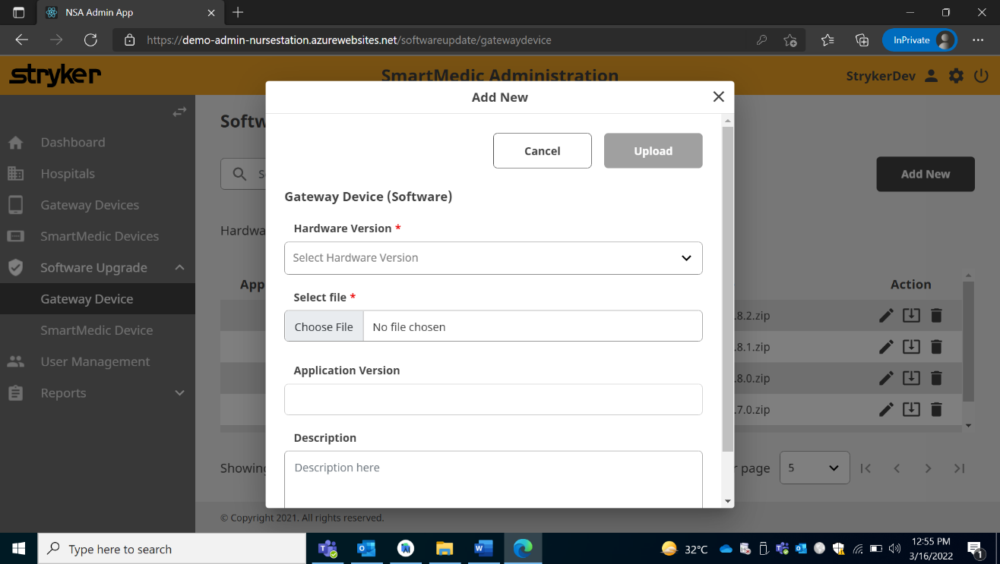 NSA Admin App
https://demo-admin-nursestation.azurewebsites.net/softwareupdate/gatewaydevice
InPrivate
stryker
SmartMedic Administration
StrykerDev
Add New
Cancel
Upload
Gateway Device (Software)
Hardware Version *
Select Hardware Version
Select file *
Choose File
No file chosen
Application Version
Description
Description here
Dashboard
Hospitals
Gateway Devices
SmartMedic Devices
Software Upgrade
Gateway Device
SmartMedic Device
User Management
Reports
Softw
Add New
Hardwa
App
Action
.8.2.zip
.8.1.zip
.8.0.zip
.7.0.zip
Showing
page
5
© Copyright 2021. All rights reserved.
Type here to search
32°C
12:55 PM
3/16/2022
1